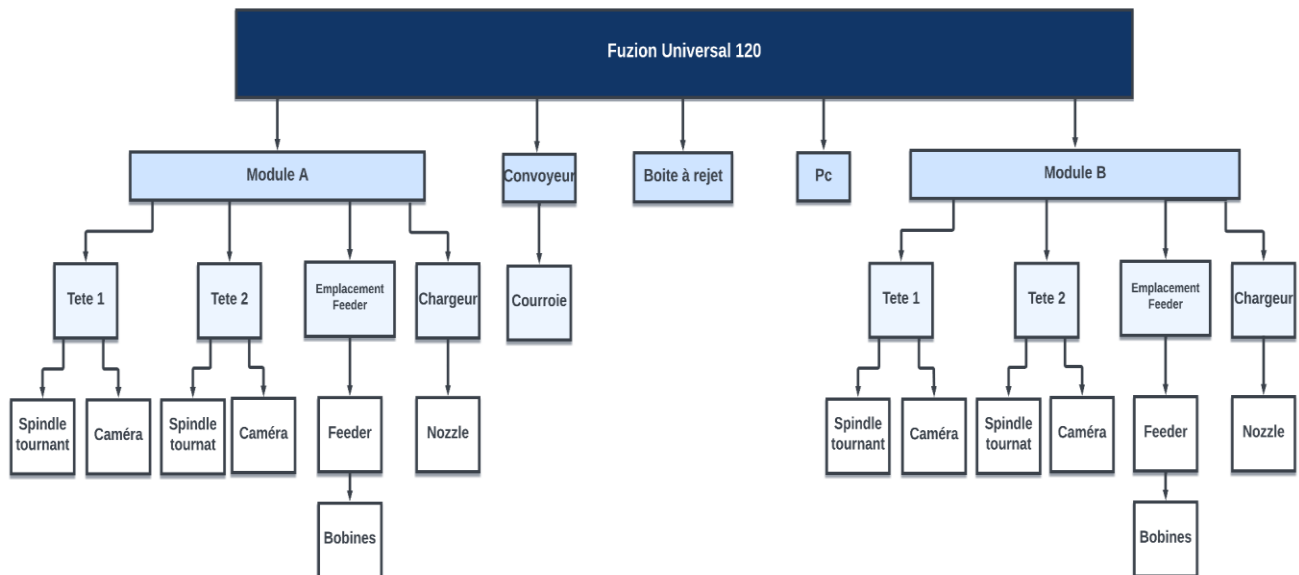 Fuzion Universal 120
Module A
Convoyeur
Boite à rejet
Pc
Module B
Tete 1
Tete 2
Emplacement
Feeder
Chargeur
Courroie
Tete 1
Tete 2
Emplacement
Feeder
Chargeur
Spindle
tournant
Caméra
Spindle
tournat
Caméra
Feeder
Nozzle
Spindle
tournant
Caméra
Spindle
tournat
Caméra
Feeder
Nozzle
Bobines
Bobines